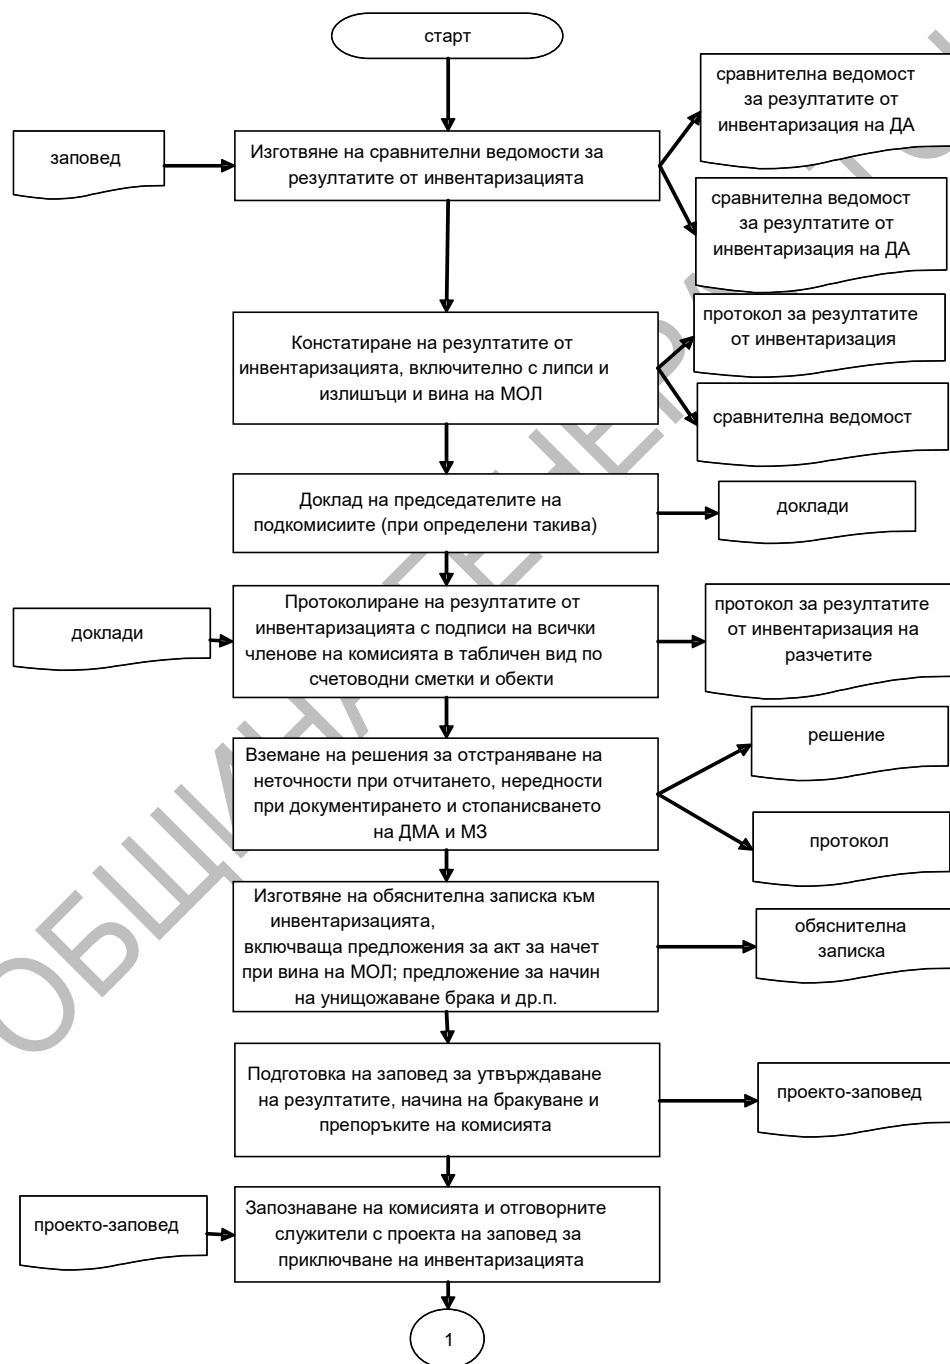 старт
сравнителна ведомост
за резултатите от
инвентаризация на ДА
заповед
Изготвяне на сравнителни ведомости за
резултатите от инвентаризацията
сравнителна ведомост
за резултатите от
инвентаризация на ДА
Констатиране на резултатите от
инвентаризацията, включително с липси и
излишъци и вина на МОЛ
протокол за резултатите
от инвентаризация
сравнителна ведомост
Доклад на председателите на
подкомисиите (при определени такива)
доклади
доклади
Протоколиране на резултатите от
инвентаризацията с подписи на всички
членове на комисията в табличен вид по
счетоводни сметки и обекти
протокол за резултатите
от инвентаризация на
разчетите
Вземане на решения за отстраняване на
неточности при отчитането, нередности
при документирането и стопанисването
на ДМА и МЗ
решение
протокол
Изготвяне на обяснителна записка към
инвентаризацията,
включваща предложения за акт за начет
при вина на МОЛ; предложение за начин
на унищожаване брака и др.п.
обяснителна
записка
Подготовка на заповед за утвърждаване
на резултатите, начина на бракуване и
препоръките на комисията
проекто-заповед
проекто-заповед
Запознаване на комисията и отговорните
служители с проекта на заповед за
приключване на инвентаризацията
1
ОБЩИНА